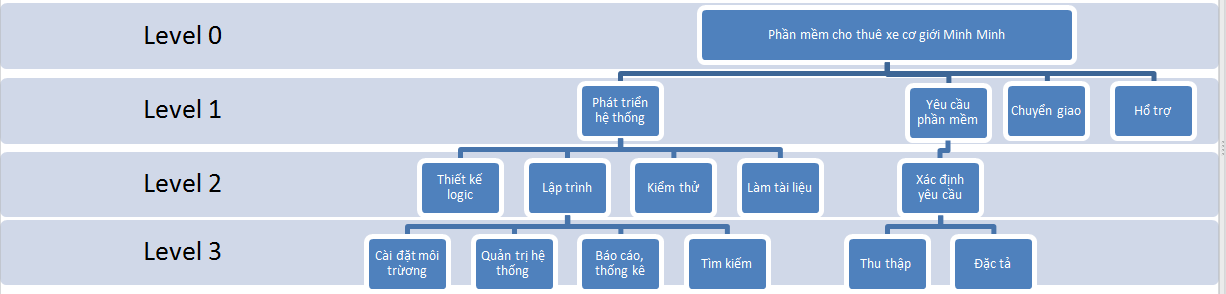 Level 0
Phần mềm cho thuê xe cơ giới Minh Minh
Level 1
Phát triển
hệ thống
Yêu cầu
phần mềm
Chuyển giao
Hổ trợ
Level 2
Thiết kế
logic
Lập trình
Kiểm thử
Làm tài liệu
Xác định
yêu cầu
Level 3
Cài đặt môi
trường
Quản trị hệ
thống
Báo cáo,
thống kê
Tìm kiếm
Thu thập
Đặc tả